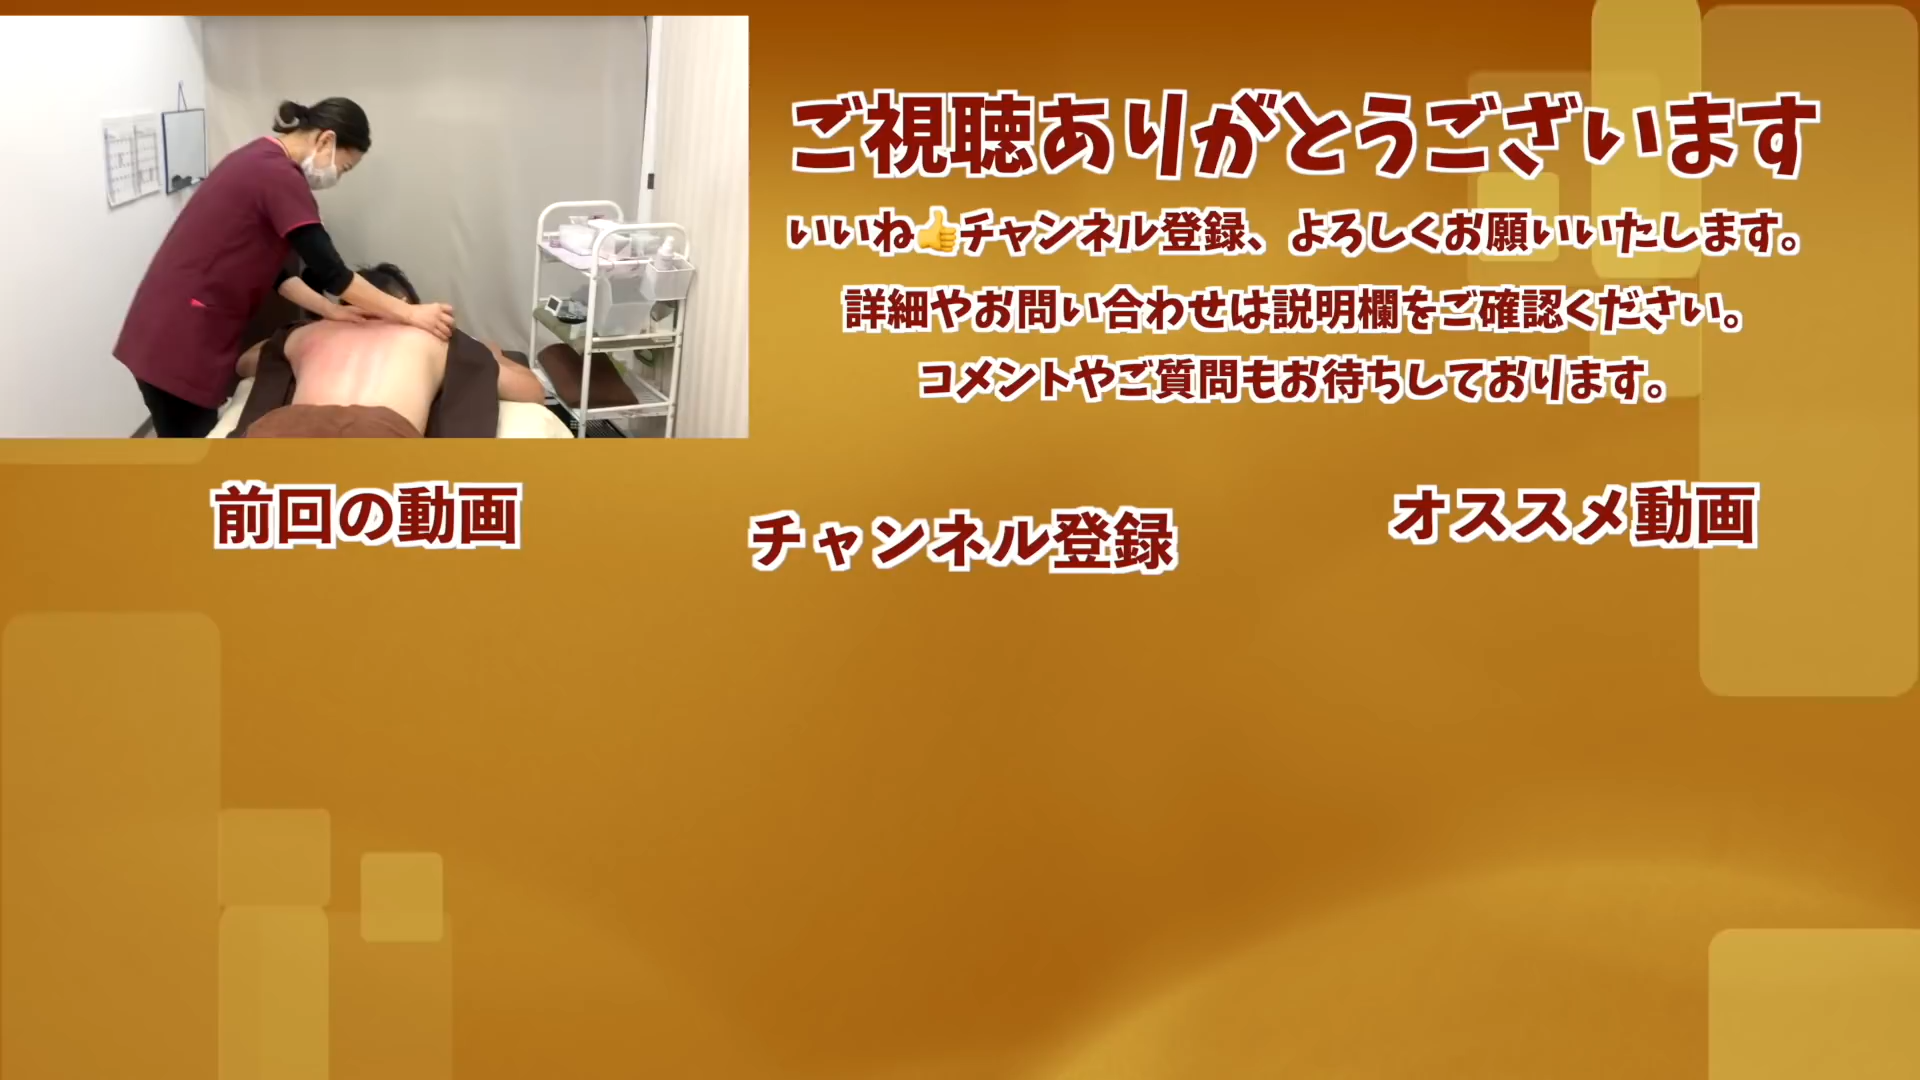 ご視聴ありがとうございます
いいね👍チャンネル登録、よろしくお願いいたします。
詳細やお問い合わせは説明欄をご確認ください。
コメントやご質問もお待ちしております。
前回の動画
チャンネル登録
オススメ動画